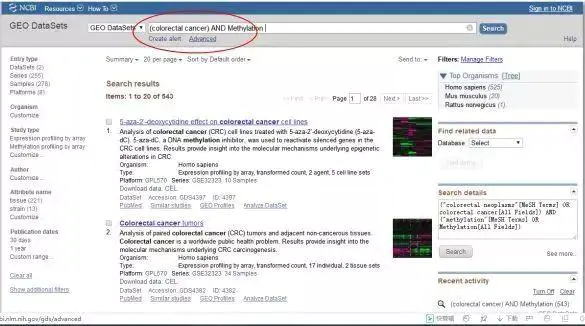 NCBI Resources How To Sign in to NCBI
GEO DataSets GEO DataSets (colorectal cancer) AND Methylation Search
Create alert Advanced Help
Entry type
DataSets (2)
Series (255)
Samples (278)
Platforms (8)
Organism
Customize ...
Study type
Expression profiling by array
Methylation profiling by array
Customize ...
Author
Customize ...
Attribute name
tissue (221)
strain (13)
Customize ...
Publication dates
30 days
1 year
Custom range...
Clear all
Show additional filters
Summary 20 per page Sort by Default order Send to:
Search results
Items: 1 to 20 of 543
<< First < Prev Page 1 of 28 Next > Last >>
5-aza-2'-deoxycytidine effect on colorectal cancer cell lines
1. Analysis of colorectal cancer (CRC) cell lines treated with 5-aza-2'-deoxycytidine (5-aza-
dC). 5-aza-dC, a DNA methylation inhibitor, was used to reactivate silenced genes in the
CRC cell lines. Results provide insight into the molecular mechanisms underlying epigenetic
alterations in CRC.
Organism: Homo sapiens
Type: Expression profiling by array, transformed count, 2 agent, 5 cell line sets
Platform: GPL570 Series: GSE32323 10 Samples
Download data: CEL
DataSet Accession: GDS4397 ID: 4397
PubMed Similar studies GEO Profiles Analyze DataSet
Colorectal cancer tumors
2. Analysis of paired colorectal cancer (CRC) tumors and adjacent non-cancerous tissues.
Colorectal cancer is a worldwide public health problem. Results provide insight into the
molecular mechanisms underlying CRC carcinogenesis.
Organism: Homo sapiens
Type: Expression profiling by array, transformed count, 17 individual, 2 tissue sets
Platform: GPL570 Series: GSE32323 34 Samples
Download data: CEL
DataSet Accession: GDS4382 ID: 4382
PubMed Similar studies GEO Profiles Analyze DataSet
Filters: Manage Filters
Top Organisms [Tree]
Homo sapiens (525)
Mus musculus (20)
Rattus norvegicus (1)
Find related data
Database: Select
Find items
Search details
("colorectal neoplasms"[MeSH Terms] OR
colorectal cancer[All Fields]) AND
("methylation"[MeSH Terms] OR
Methylation[All Fields])
Search See more...
Recent activity
Turn Off Clear
(colorectal cancer) AND Methylation (543)
bi.nlm.nih.gov/gds/advanced
下载